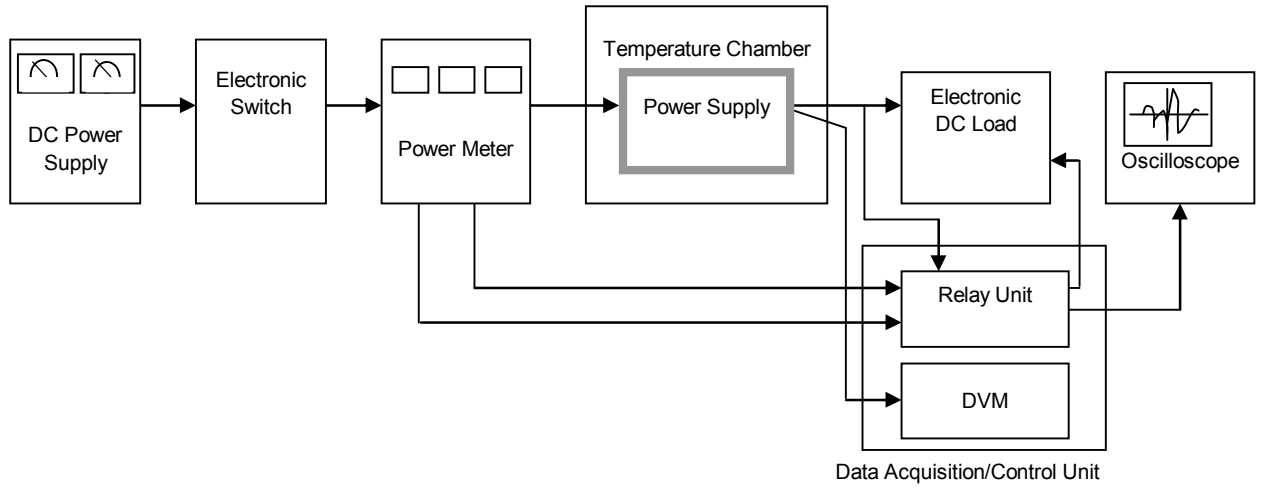 DC Power
Supply
Electronic
Switch
Power Meter
Temperature Chamber
Power Supply
Electronic
DC Load
Oscilloscope
Relay Unit
DVM
Data Acquisition/Control Unit